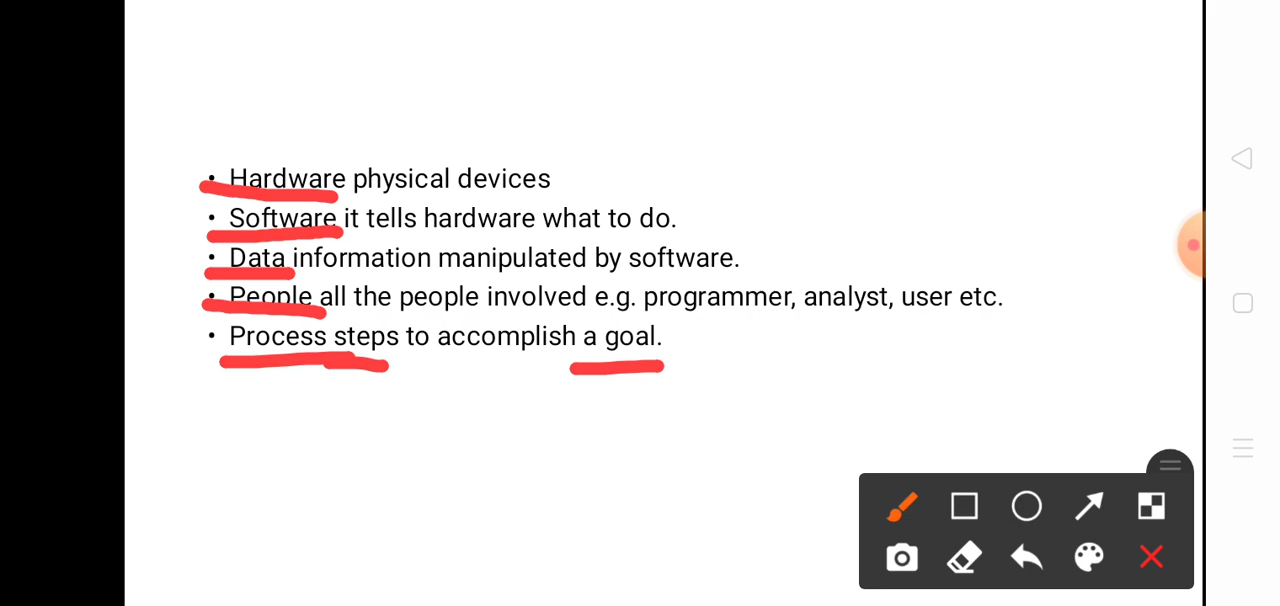 • Hardware physical devices
• Software it tells hardware what to do.
• Data information manipulated by software.
• People all the people involved e.g. programmer, analyst, user etc.
• Process steps to accomplish a goal.